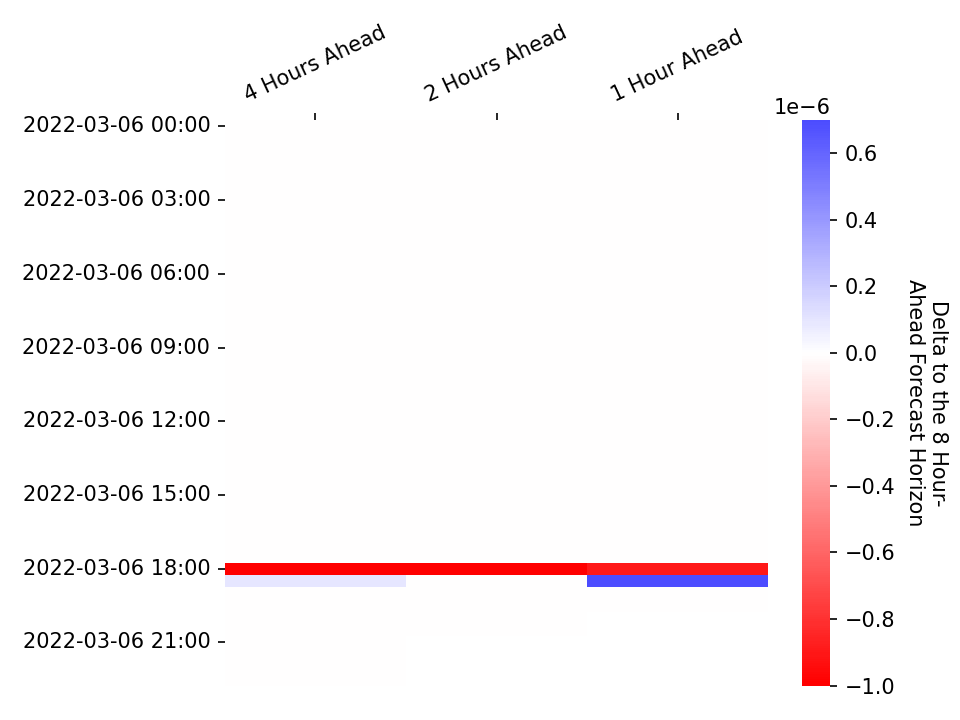 4 Hours Ahead
2 Hours Ahead
1 Hour Ahead
1e−6
2022-03-06 00:00
2022-03-06 03:00
2022-03-06 06:00
2022-03-06 09:00
2022-03-06 12:00
2022-03-06 15:00
2022-03-06 18:00
2022-03-06 21:00
0.6
0.4
0.2
0.0
−0.2
−0.4
−0.6
−0.8
−1.0
Delta to the 8 Hour-
Ahead Forecast Horizon